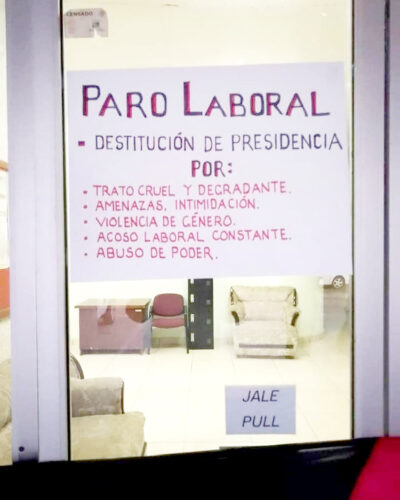 CENSADO
PARO LABORAL
- DESTITUCIÓN DE PRESIDENCIA
POR:
• TRATO CRUEL Y DEGRADANTE.
• AMENAZAS, INTIMIDACIÓN.
• VIOLENCIA DE GÉNERO.
• ACOSO LABORAL CONSTANTE.
• ABUSO DE PODER.
JALE
PULL